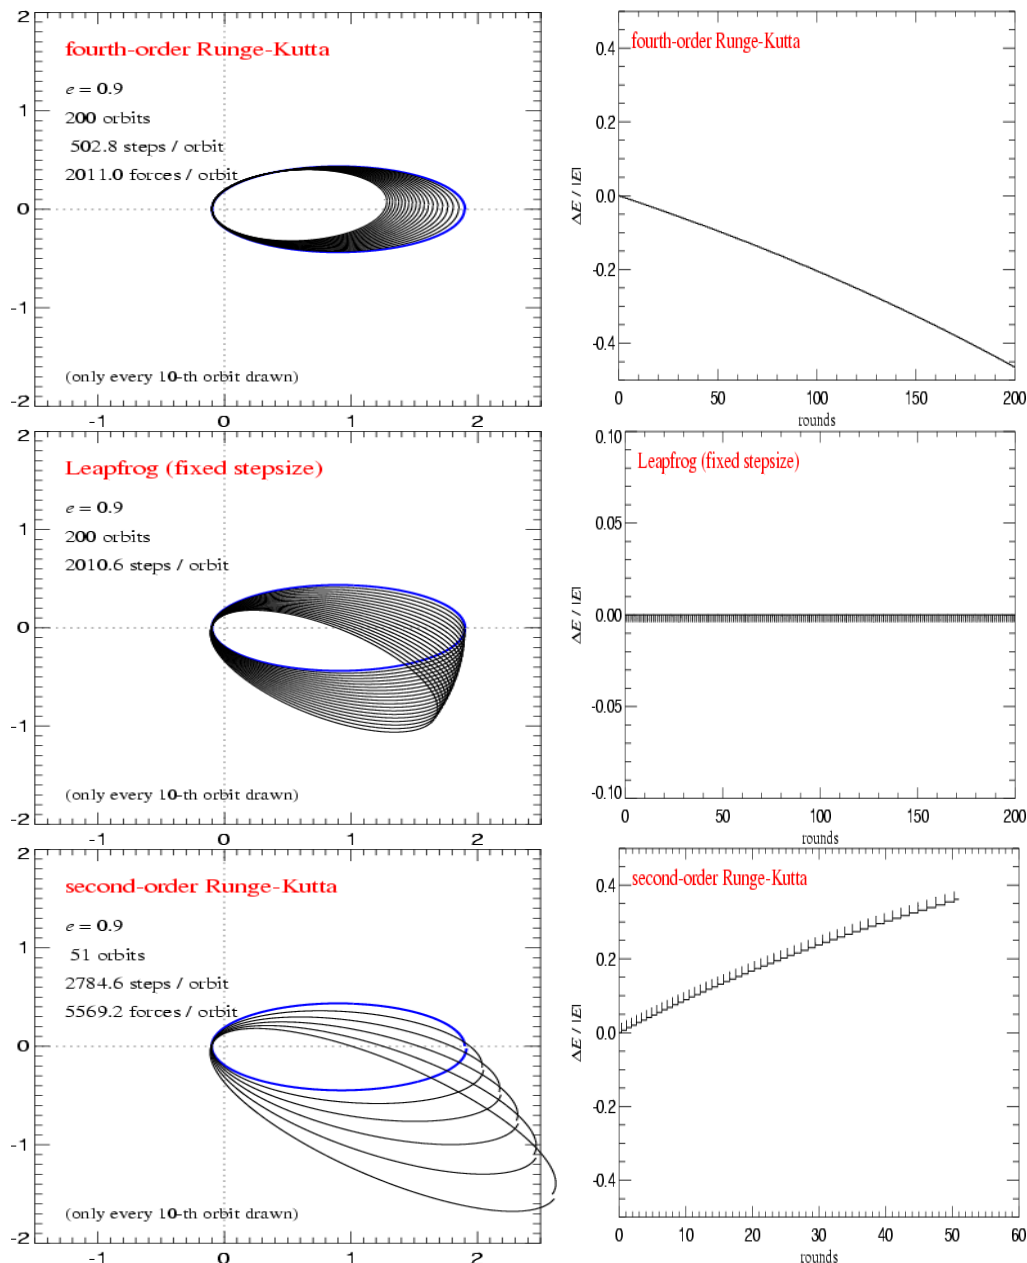 fourth-order Runge-Kutta
e = 0.9
200 orbits
502.8 steps / orbit
2011.0 forces / orbit
(only every 10-th orbit drawn)
2
1
0
-1
-2
-1
0
1
2
fourth-order Runge-Kutta
ΔE / |E|
0.4
0.2
0.0
-0.2
-0.4
0
50
100
150
200
rounds
Leapfrog (fixed stepsize)
e = 0.9
200 orbits
2010.6 steps / orbit
(only every 10-th orbit drawn)
2
1
0
-1
-2
-1
0
1
2
Leapfrog (fixed stepsize)
ΔE / |E|
0.10
0.05
0.00
-0.05
-0.10
0
50
100
150
200
rounds
second-order Runge-Kutta
e = 0.9
51 orbits
2784.6 steps / orbit
5569.2 forces / orbit
(only every 10-th orbit drawn)
2
1
0
-1
-2
-1
0
1
2
second-order Runge-Kutta
ΔE / |E|
0.4
0.2
0.0
-0.2
-0.4
0
10
20
30
40
50
60
rounds